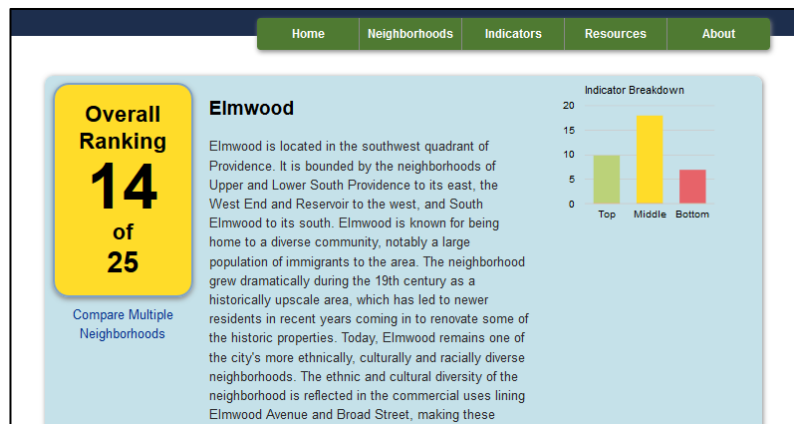 Home Neighborhoods Indicators Resources About
Overall
Ranking
14
of
25
Compare Multiple
Neighborhoods
Elmwood
Elmwood is located in the southwest quadrant of
Providence. It is bounded by the neighborhoods of
Upper and Lower South Providence to its east, the
West End and Reservoir to the west, and South
Elmwood to its south. Elmwood is known for being
home to a diverse community, notably a large
population of immigrants to the area. The neighborhood
grew dramatically during the 19th century as a
historically upscale area, which has led to newer
residents in recent years coming in to renovate some of
the historic properties. Today, Elmwood remains one of
the city's more ethnically, culturally and racially diverse
neighborhoods. The ethnic and cultural diversity of the
neighborhood is reflected in the commercial uses lining
Elmwood Avenue and Broad Street, making these
Indicator Breakdown
20
15
10
5
0
Top Middle Bottom